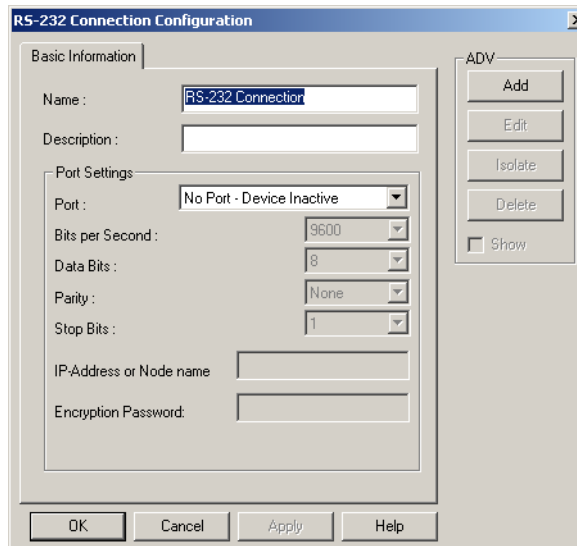 RS-232 Connection Configuration
Basic Information
Name :
RS-232 Connection
Description :
Port Settings
Port :
No Port - Device Inactive
Bits per Second :
9600
Data Bits :
8
Parity :
None
Stop Bits :
1
IP-Address or Node name
Encryption Password:
OK
Cancel
Apply
Help
ADV
Add
Edit
Isolate
Delete
Show